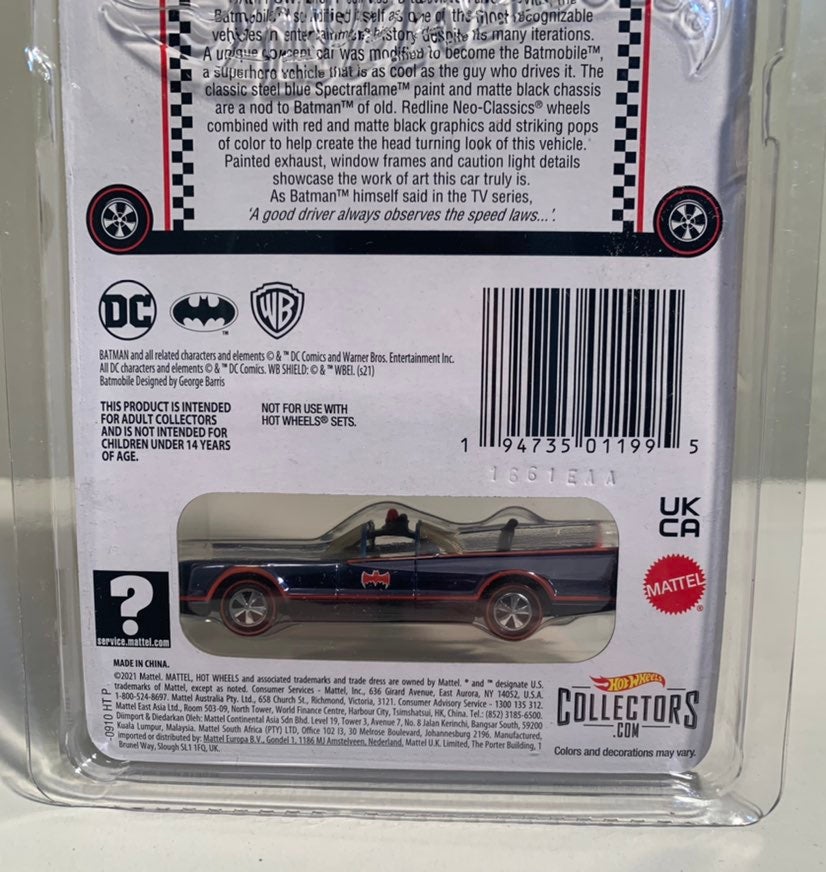 Batmobile™ so itself as one of the most recognizable
vehicles in entertainment history despite its many iterations.
A unique concept car was modified to become the Batmobile™,
a superhero vehicle that is as cool as the guy who drives it. The
classic steel blue Spectraflame™ paint and matte black chassis
are a nod to Batman™ of old. Redline Neo-Classics® wheels
combined with red and matte black graphics add striking pops
of color to help create the head turning look of this vehicle.
Painted exhaust, window frames and caution light details
showcase the work of art this car truly is.
As Batman™ himself said in the TV series,
'A good driver always observes the speed laws...'.
DC
TM
WB
BATMAN and all related characters and elements © & ™ DC Comics and Warner Bros. Entertainment Inc.
All DC characters and elements © & ™ DC Comics. WB SHIELD: © & ™ WBEI. (s21)
Batmobile Designed by George Barris
THIS PRODUCT IS INTENDED
FOR ADULT COLLECTORS
AND IS NOT INTENDED FOR
CHILDREN UNDER 14 YEARS
OF AGE.
NOT FOR USE WITH
HOT WHEELS® SETS.
1 94735 01199 5
1661EAA
UK
CA
MATTEL
®
?
service.mattel.com
MADE IN CHINA.
©2021 Mattel. MATTEL, HOT WHEELS and associated trademarks and trade dress are owned by Mattel. ® and ™ designate U.S.
trademarks of Mattel, except as noted. Consumer Services - Mattel, Inc., 636 Girard Avenue, East Aurora, NY 14052, U.S.A.
1-800-524-8697. Mattel Australia Pty. Ltd., 658 Church St., Richmond, Victoria, 3121. Consumer Advisory Service - 1300 135 312.
Mattel East Asia Ltd., Room 503-09, North Tower, World Finance Centre, Harbour City, Tsimshatsui, HK, China. Tel.: (852) 3185-6500.
Diimport & Diedarkan Oleh: Mattel Continental Asia Sdn Bhd. Level 19, Tower 3, Avenue 7, No. 8 Jalan Kerinchi, Bangsar South, 59200
Kuala Lumpur, Malaysia. Mattel South Africa (PTY) LTD, Office 102 I3, 30 Melrose Boulevard, Johannesburg 2196. Manufactured,
imported or distributed by: Mattel Europa B.V., Gondel 1, 1186 MJ Amstelveen, Nederland. Mattel U.K. Limited, The Porter Building, 1
Brunel Way, Slough SL1 1FQ, UK.
-0910 HT P
HOT WHEELS
COLLECTORS
.COM
Colors and decorations may vary.